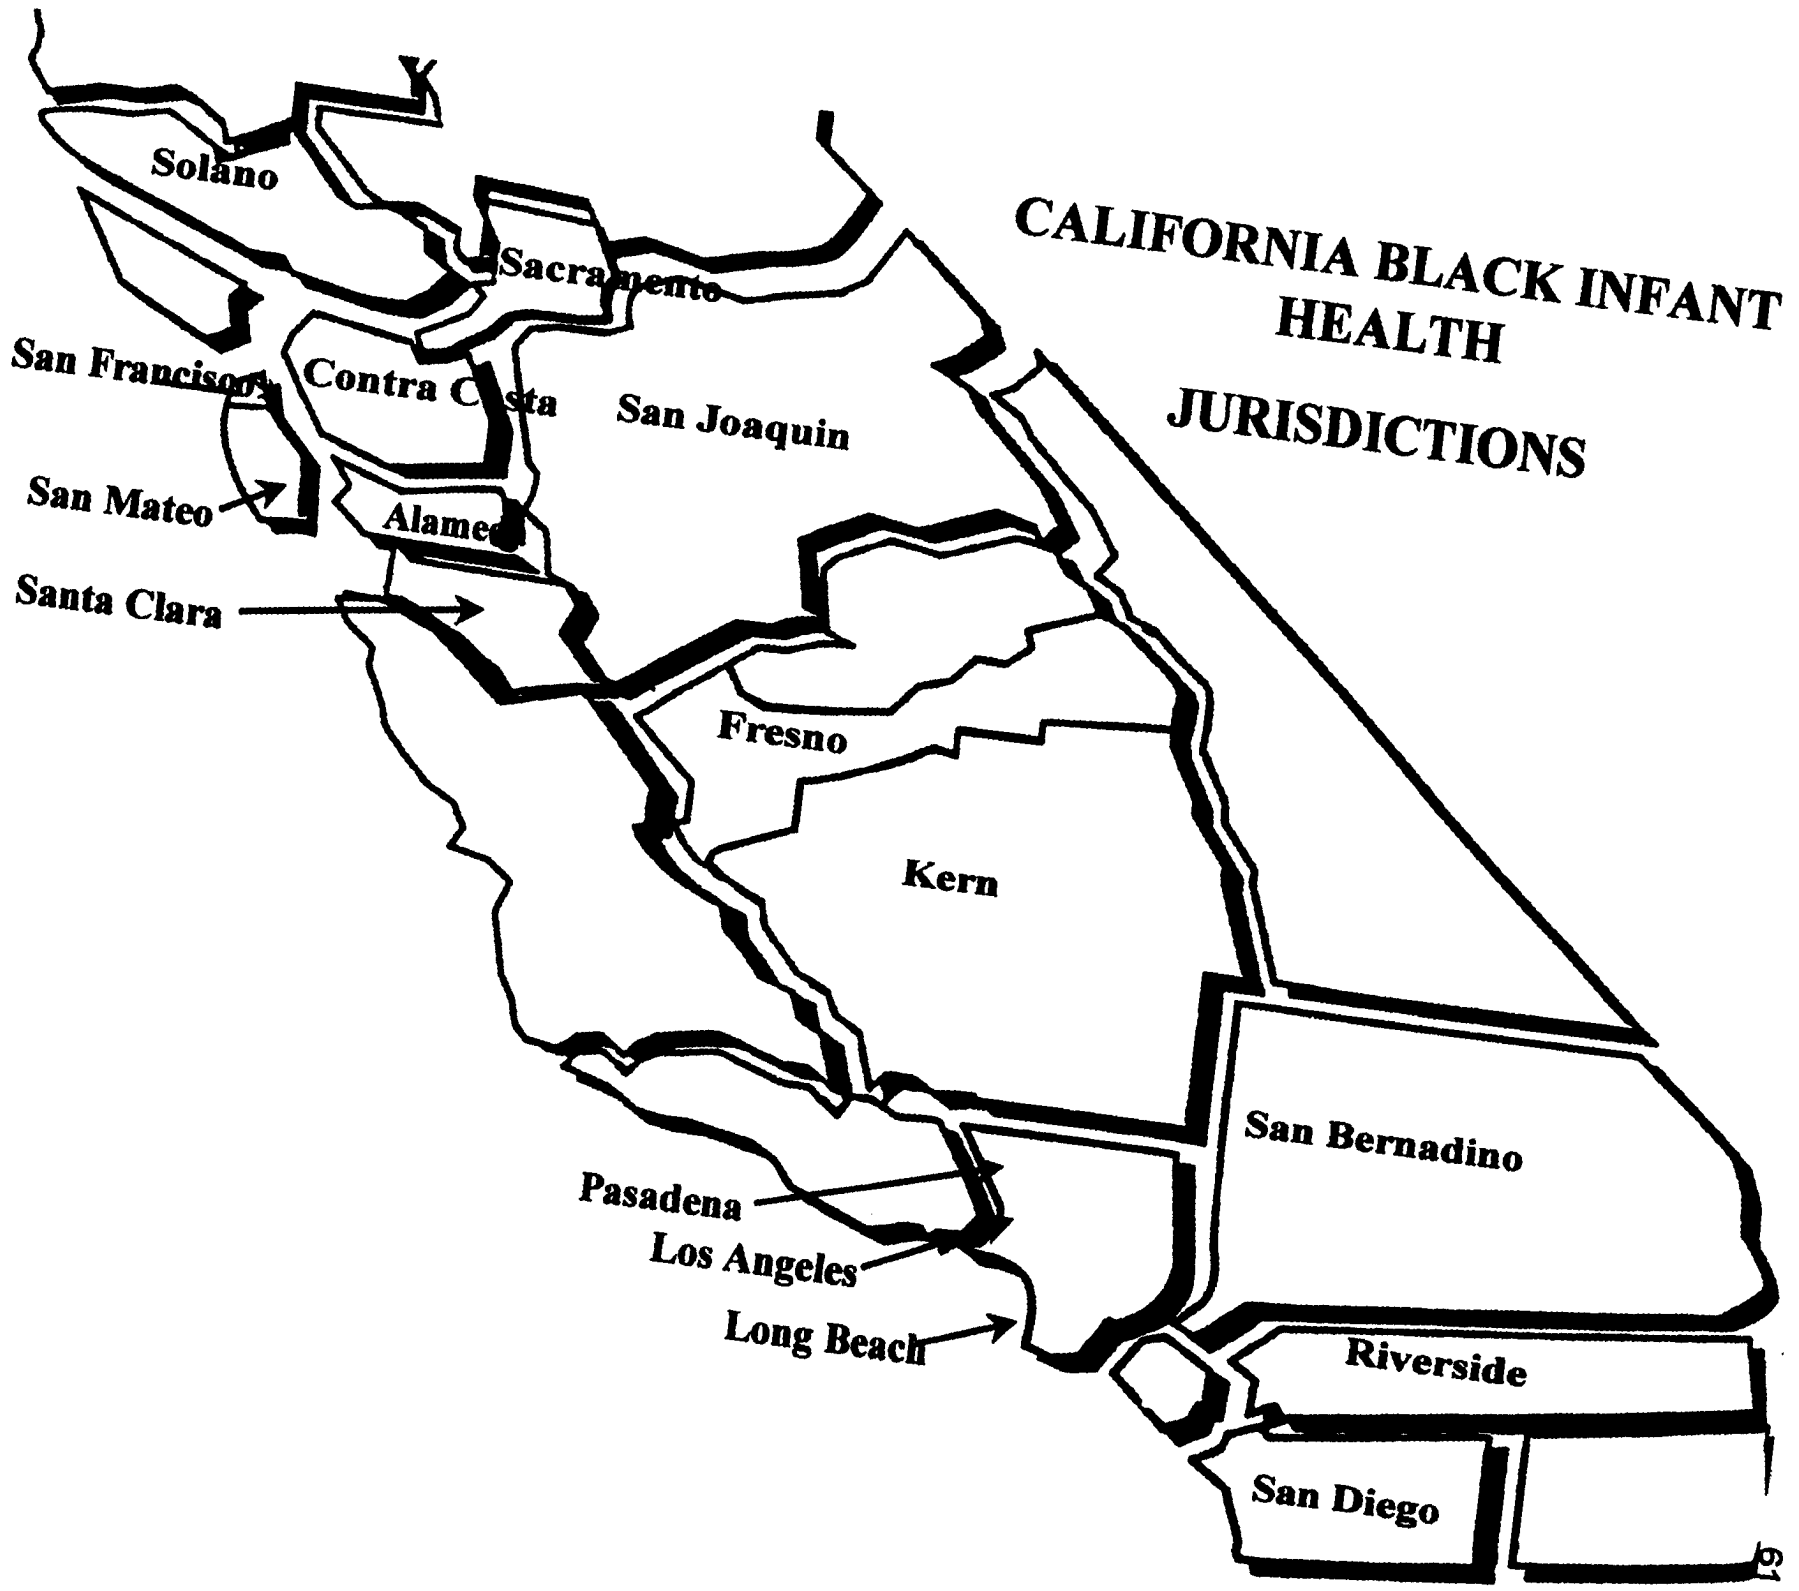 CALIFORNIA BLACK INFANT
HEALTH
JURISDICTIONS
Solano
Sacramento
San Francisco
Contra Costa
San Joaquin
San Mateo
Alameda
Santa Clara
Fresno
Kern
San Bernadino
Pasadena
Los Angeles
Long Beach
Riverside
San Diego
61